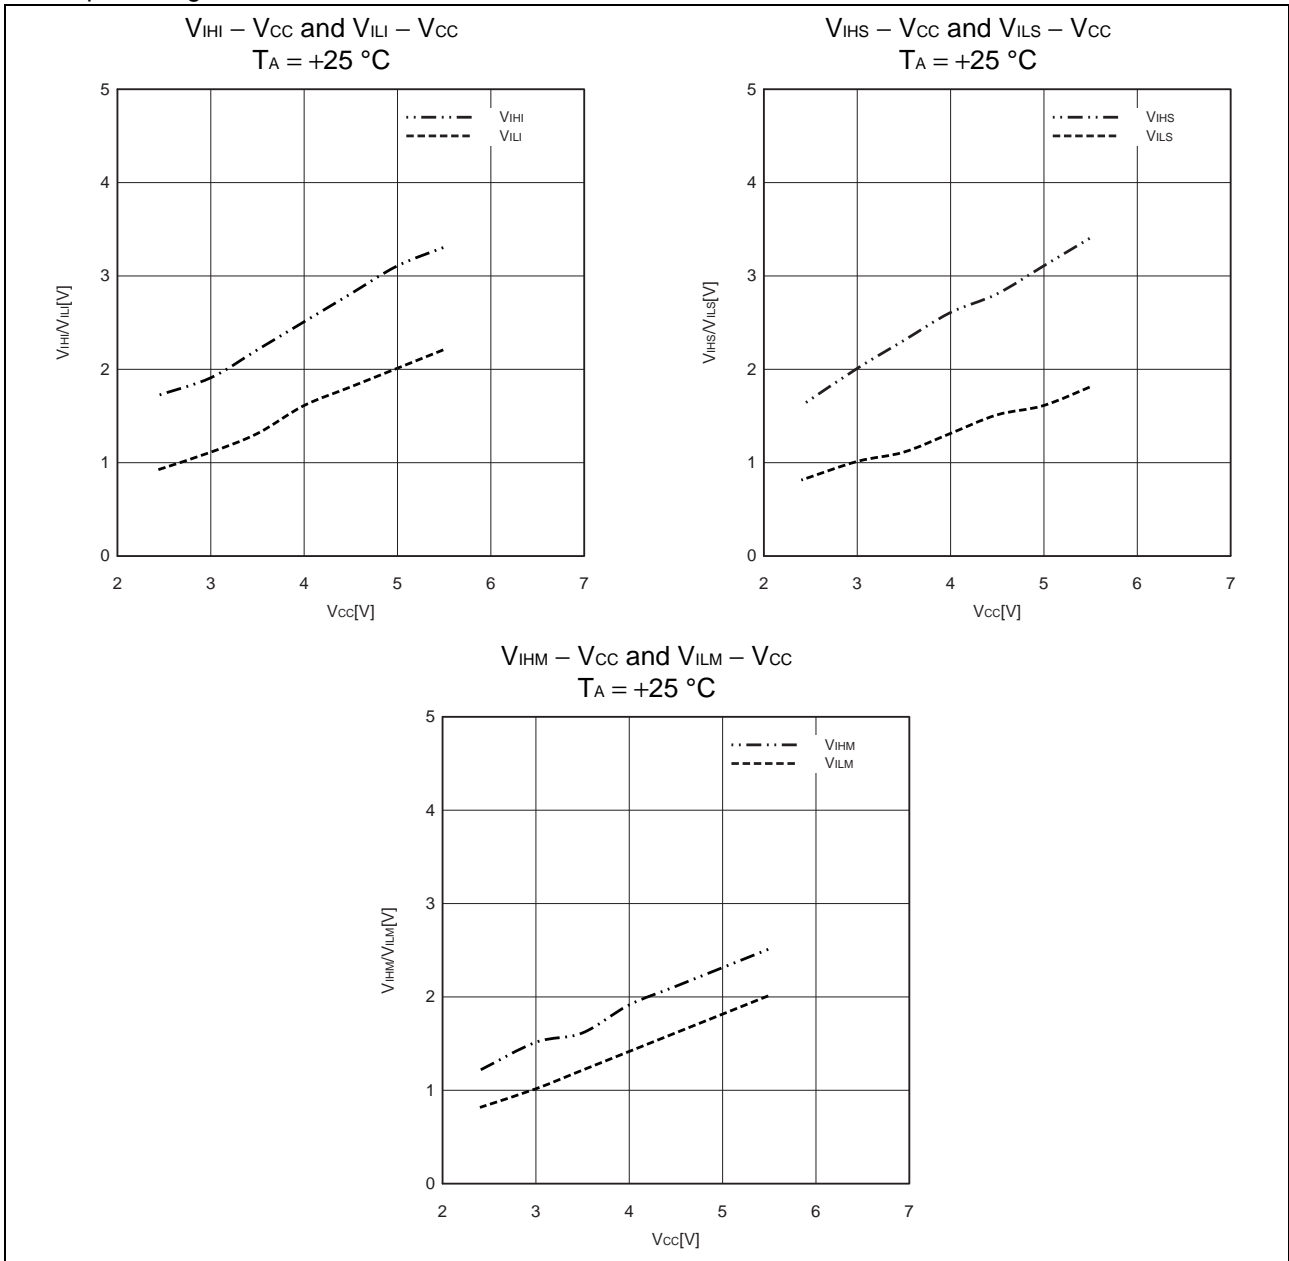 VIHI – VCC and VILI – VCC
TA = +25 °C
5
4
3
2
1
0
VIHI/VILI[V]
VIHI
VILI
2 3 4 5 6 7
VCC[V]
VIHS – VCC and VILS – VCC
TA = +25 °C
5
4
3
2
1
0
VIHS/VILS[V]
VIHS
VILS
2 3 4 5 6 7
VCC[V]
VIHM – VCC and VILM – VCC
TA = +25 °C
5
4
3
2
1
0
VIHM/VILM[V]
VIHM
VILM
2 3 4 5 6 7
VCC[V]